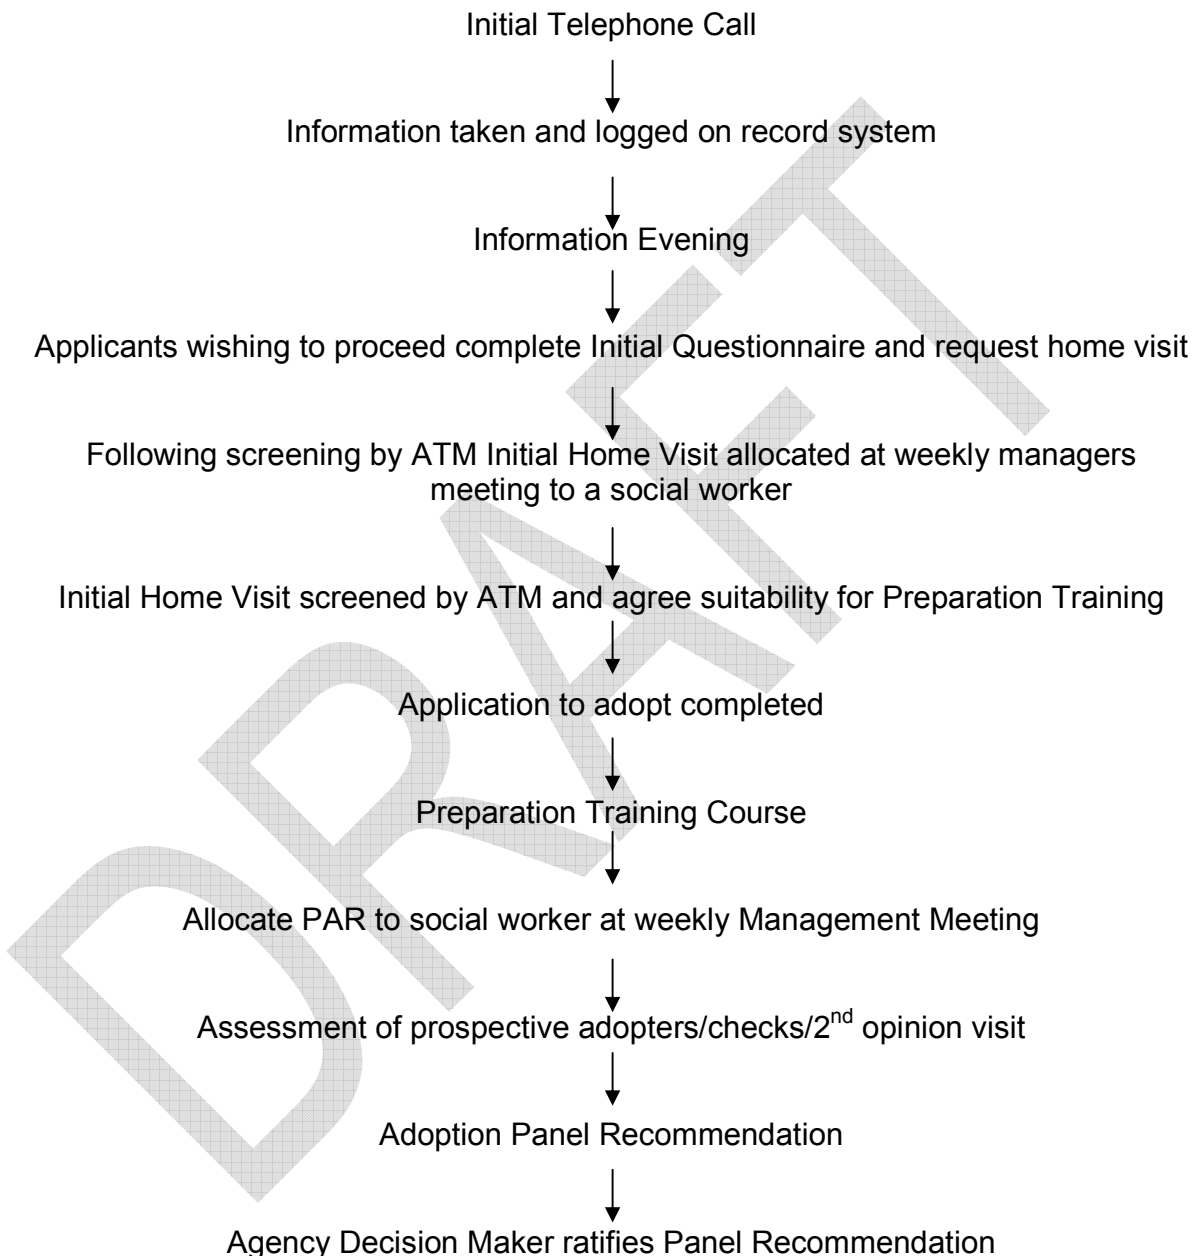 Initial Telephone Call
Information taken and logged on record system
Information Evening
Applicants wishing to proceed complete Initial Questionnaire and request home visit
Following screening by ATM Initial Home Visit allocated at weekly managers
meeting to a social worker
Initial Home Visit screened by ATM and agree suitability for Preparation Training
Application to adopt completed
Preparation Training Course
Allocate PAR to social worker at weekly Management Meeting
Assessment of prospective adopters/checks/2nd opinion visit
Adoption Panel Recommendation
Agency Decision Maker ratifies Panel Recommendation
DRAFT